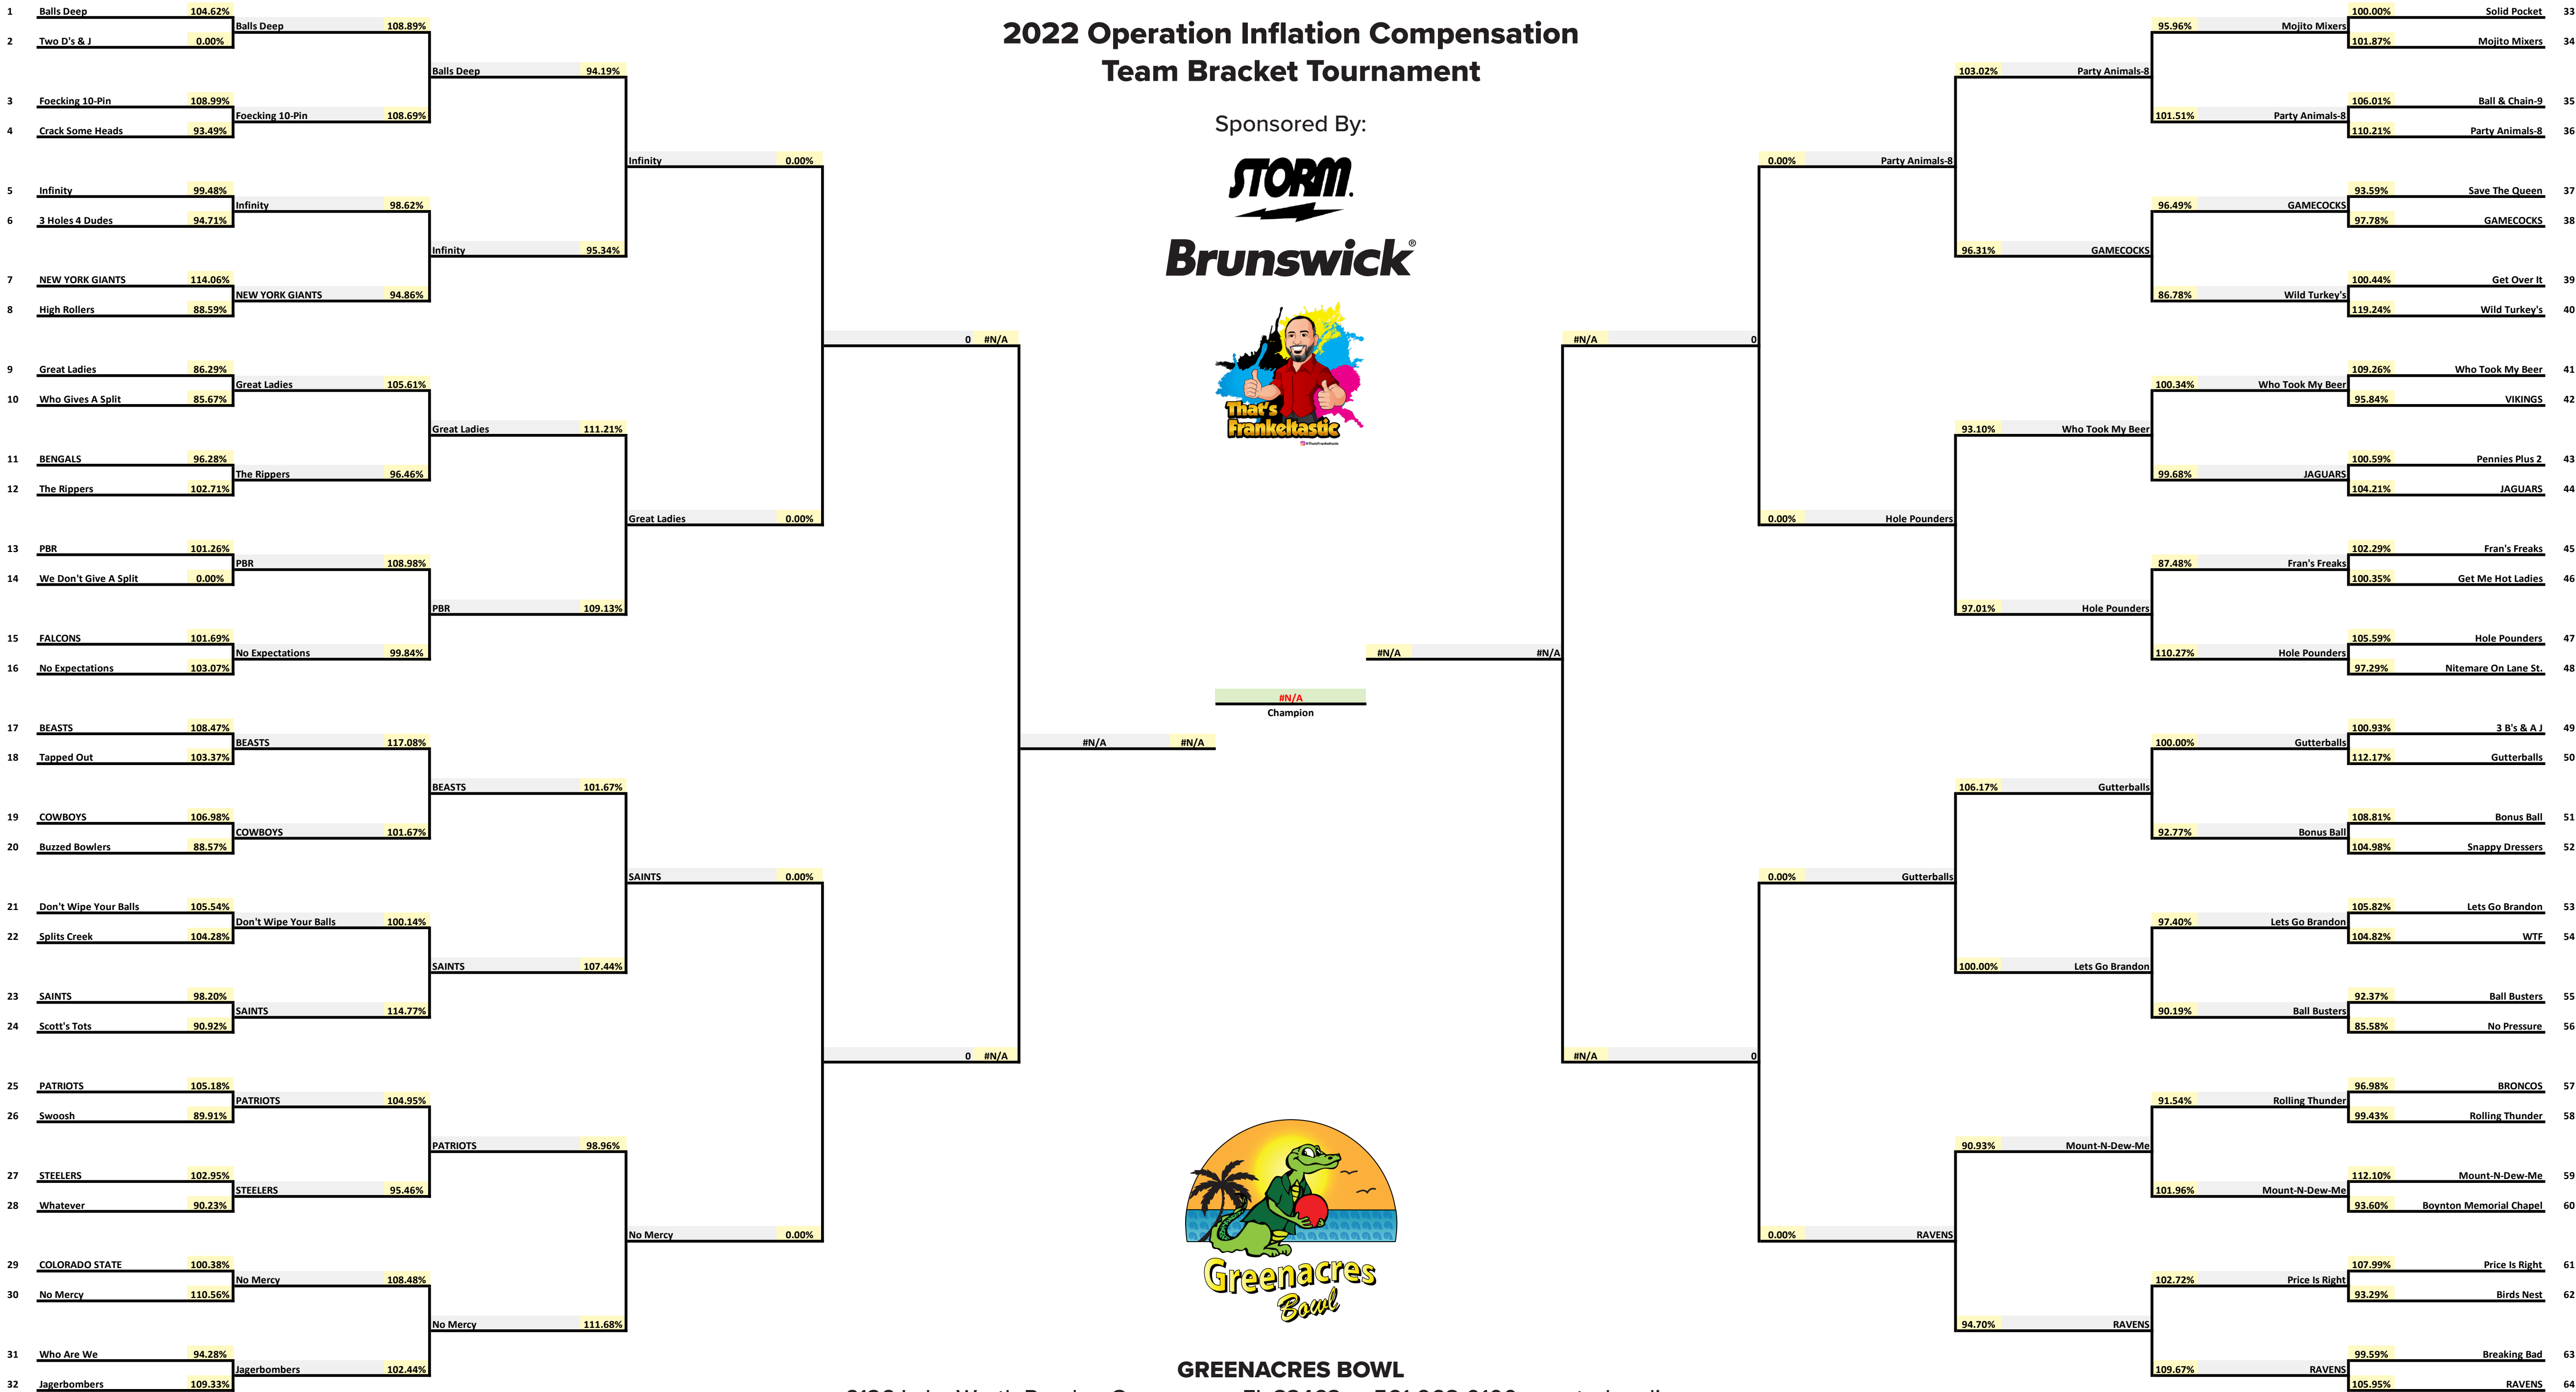 2022 Operation Inflation Compensation
Team Bracket Tournament
Sponsored By:
STORM.
Brunswick®
That's
Frankeltastic
1 Balls Deep 104.62%
2 Two D's & J 0.00%
3 Foecking 10-Pin 108.99%
4 Crack Some Heads 93.49%
5 Infinity 99.48%
6 3 Holes 4 Dudes 94.71%
7 NEW YORK GIANTS 114.06%
8 High Rollers 88.59%
9 Great Ladies 86.29%
10 Who Gives A Split 85.67%
11 BENGALS 96.28%
12 The Rippers 102.71%
13 PBR 101.26%
14 We Don't Give A Split 0.00%
15 FALCONS 101.69%
16 No Expectations 103.07%
17 BEASTS 108.47%
18 Tapped Out 103.37%
19 COWBOYS 106.98%
20 Buzzed Bowlers 88.57%
21 Don't Wipe Your Balls 105.54%
22 Splits Creek 104.28%
23 SAINTS 98.20%
24 Scott's Tots 90.92%
25 PATRIOTS 105.18%
26 Swoosh 89.91%
27 STEELERS 102.95%
28 Whatever 90.23%
29 COLORADO STATE 100.38%
30 No Mercy 110.56%
31 Who Are We 94.28%
32 Jagerbombers 109.33%
Balls Deep 108.89%
Foecking 10-Pin 108.69%
Infinity 98.62%
NEW YORK GIANTS 94.86%
Great Ladies 105.61%
The Rippers 96.46%
PBR 108.98%
No Expectations 99.84%
BEASTS 117.08%
COWBOYS 101.67%
Don't Wipe Your Balls 100.14%
SAINTS 114.77%
PATRIOTS 104.95%
STEELERS 95.46%
No Mercy 108.48%
Jagerbombers 102.44%
Balls Deep 94.19%
Infinity 95.34%
Great Ladies 111.21%
PBR 109.13%
BEASTS 101.67%
SAINTS 107.44%
PATRIOTS 98.96%
No Mercy 111.68%
Infinity 0.00%
Great Ladies 0.00%
SAINTS 0.00%
No Mercy 0.00%
0 #N/A
0 #N/A
#N/A #N/A
#N/A
Champion
#N/A #N/A
#N/A 0
#N/A 0
0.00% Party Animals-8
0.00% Hole Pounders
0.00% Gutterballs
0.00% RAVENS
103.02% Party Animals-8
96.31% GAMECOCKS
93.10% Who Took My Beer
97.01% Hole Pounders
106.17% Gutterballs
100.00% Lets Go Brandon
90.93% Mount-N-Dew-Me
94.70% RAVENS
95.96% Mojito Mixers
101.51% Party Animals-8
96.49% GAMECOCKS
86.78% Wild Turkey's
100.34% Who Took My Beer
99.68% JAGUARS
87.48% Fran's Freaks
110.27% Hole Pounders
100.00% Gutterballs
92.77% Bonus Ball
97.40% Lets Go Brandon
90.19% Ball Busters
91.54% Rolling Thunder
101.96% Mount-N-Dew-Me
102.72% Price Is Right
109.67% RAVENS
100.00% Solid Pocket 33
101.87% Mojito Mixers 34
106.01% Ball & Chain-9 35
110.21% Party Animals-8 36
93.59% Save The Queen 37
97.78% GAMECOCKS 38
100.44% Get Over It 39
119.24% Wild Turkey's 40
109.26% Who Took My Beer 41
95.84% VIKINGS 42
100.59% Pennies Plus 2 43
104.21% JAGUARS 44
102.29% Fran's Freaks 45
100.35% Get Me Hot Ladies 46
105.59% Hole Pounders 47
97.29% Nitemare On Lane St. 48
100.93% 3 B's & A J 49
112.17% Gutterballs 50
108.81% Bonus Ball 51
104.98% Snappy Dressers 52
105.82% Lets Go Brandon 53
104.82% WTF 54
92.37% Ball Busters 55
85.58% No Pressure 56
96.98% BRONCOS 57
99.43% Rolling Thunder 58
112.10% Mount-N-Dew-Me 59
93.60% Boynton Memorial Chapel 60
107.99% Price Is Right 61
93.29% Birds Nest 62
99.59% Breaking Bad 63
105.95% RAVENS 64
Greenacres
Bowl
GREENACRES BOWL